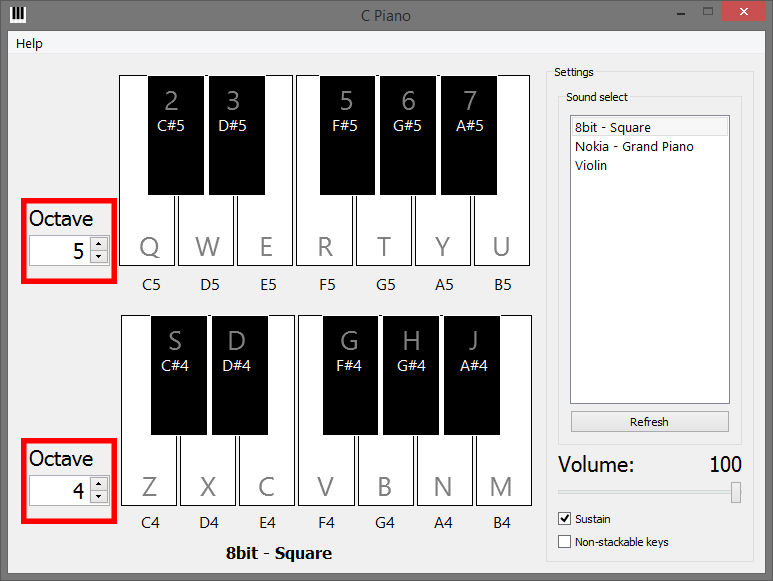 C Piano
Help
2 3 5 6 7
C#5 D#5 F#5 G#5 A#5
Octave
5
Q W E R T Y U
C5 D5 E5 F5 G5 A5 B5
S D G H J
C#4 D#4 F#4 G#4 A#4
Octave
4
Z X C V B N M
C4 D4 E4 F4 G4 A4 B4
8bit - Square
Settings
Sound select
8bit - Square
Nokia - Grand Piano
Violin
Refresh
Volume: 100
Sustain
Non-stackable keys